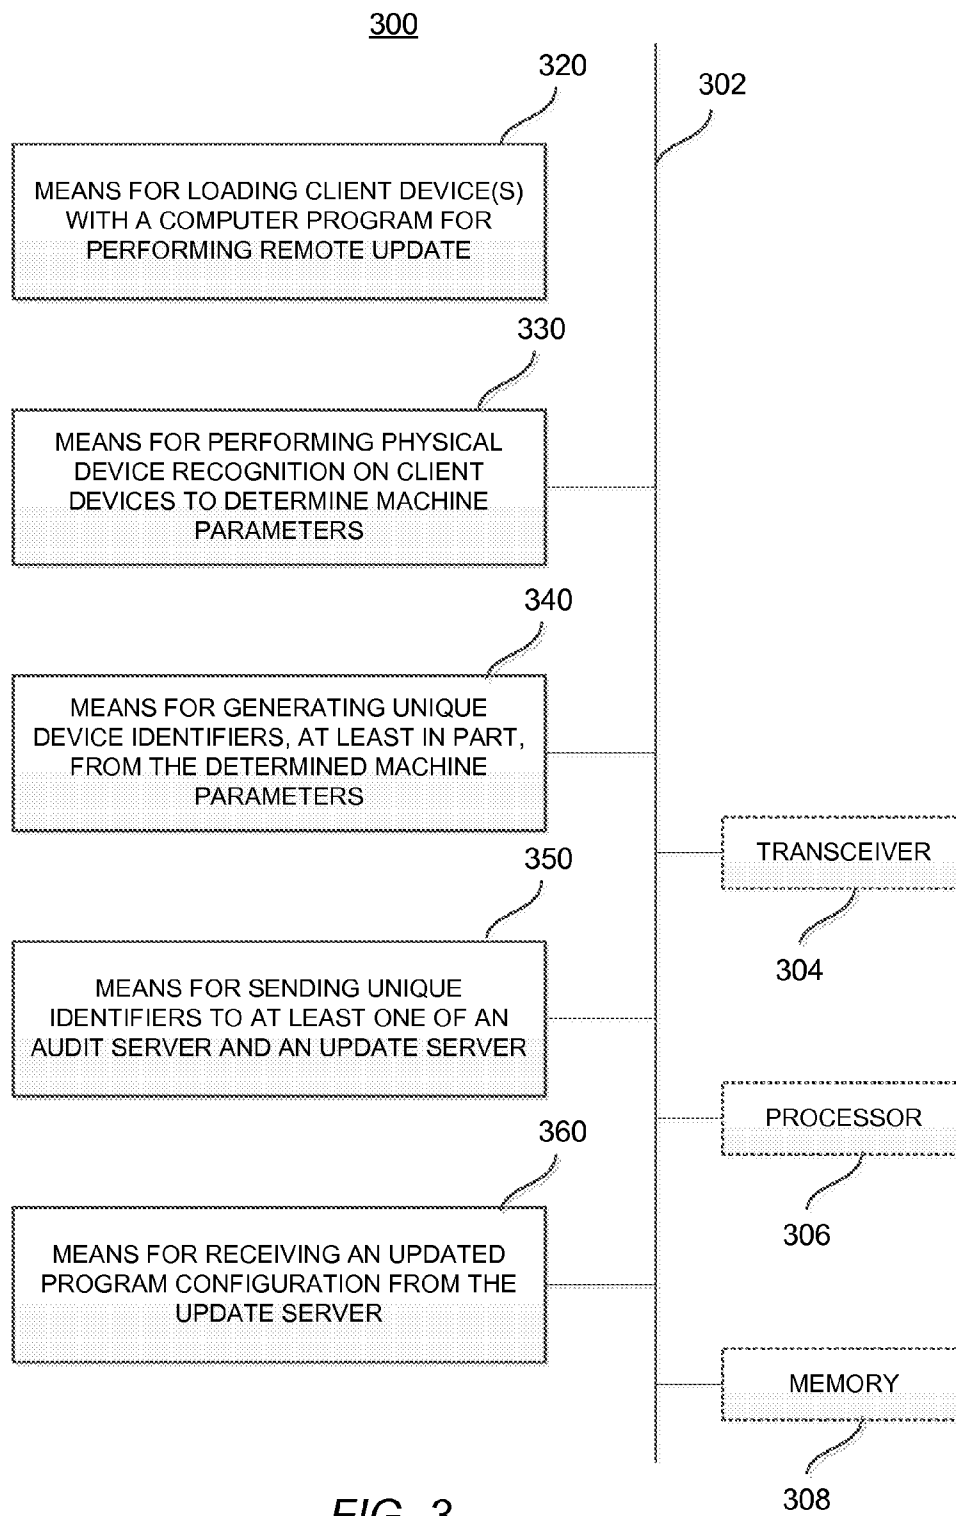 300
320
302
MEANS FOR LOADING CLIENT DEVICE(S)
WITH A COMPUTER PROGRAM FOR
PERFORMING REMOTE UPDATE
330
MEANS FOR PERFORMING PHYSICAL
DEVICE RECOGNITION ON CLIENT
DEVICES TO DETERMINE MACHINE
PARAMETERS
340
MEANS FOR GENERATING UNIQUE
DEVICE IDENTIFIERS, AT LEAST IN PART,
FROM THE DETERMINED MACHINE
PARAMETERS
TRANSCEIVER
304
350
MEANS FOR SENDING UNIQUE
IDENTIFIERS TO AT LEAST ONE OF AN
AUDIT SERVER AND AN UPDATE SERVER
PROCESSOR
306
360
MEANS FOR RECEIVING AN UPDATED
PROGRAM CONFIGURATION FROM THE
UPDATE SERVER
MEMORY
308
FIG. 3